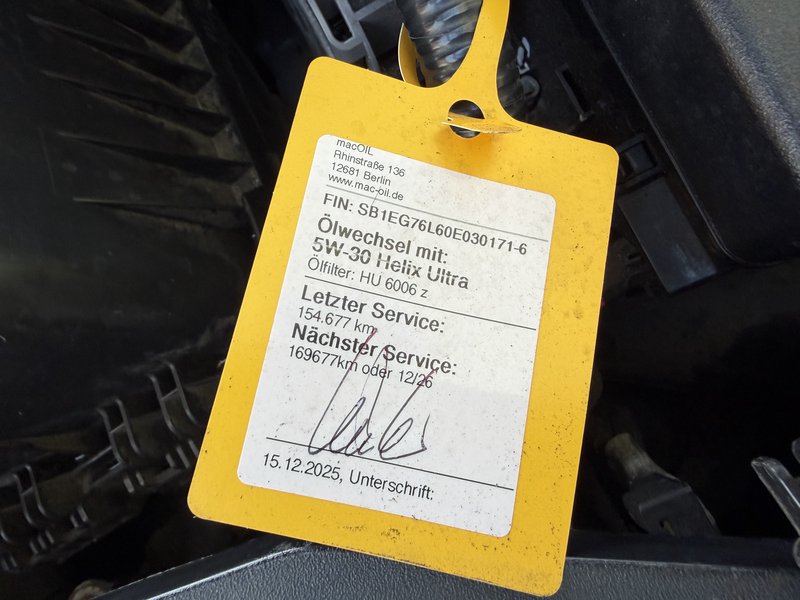 macOIL
Rhinstraße 136
12681 Berlin
www.mac-oil.de
FIN: SB1EG76L60E030171-6
Ölwechsel mit:
5W-30 Helix Ultra
Ölfilter: HU 6006 z
Letzter Service:
154.677 km
Nächster Service:
169677km oder 12/26
15.12.2025, Unterschrift: